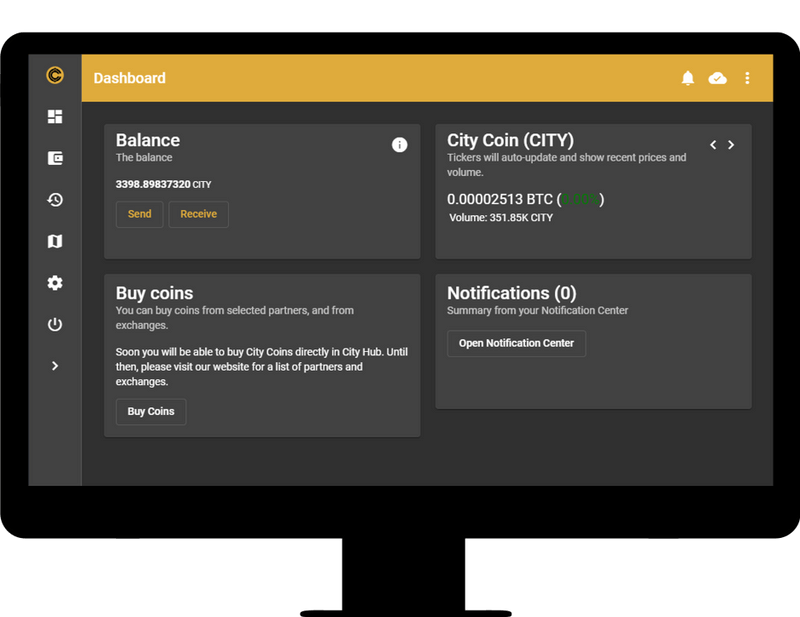 Dashboard
Balance
The balance
3398.89837320 CITY
Send
Receive
City Coin (CITY)
Tickers will auto-update and show recent prices and
volume.
0.00002513 BTC (0.00%)
Volume: 351.85K CITY
Buy coins
You can buy coins from selected partners, and from
exchanges.
Soon you will be able to buy City Coins directly in City Hub. Until
then, please visit our website for a list of partners and
exchanges.
Buy Coins
Notifications (0)
Summary from your Notification Center
Open Notification Center